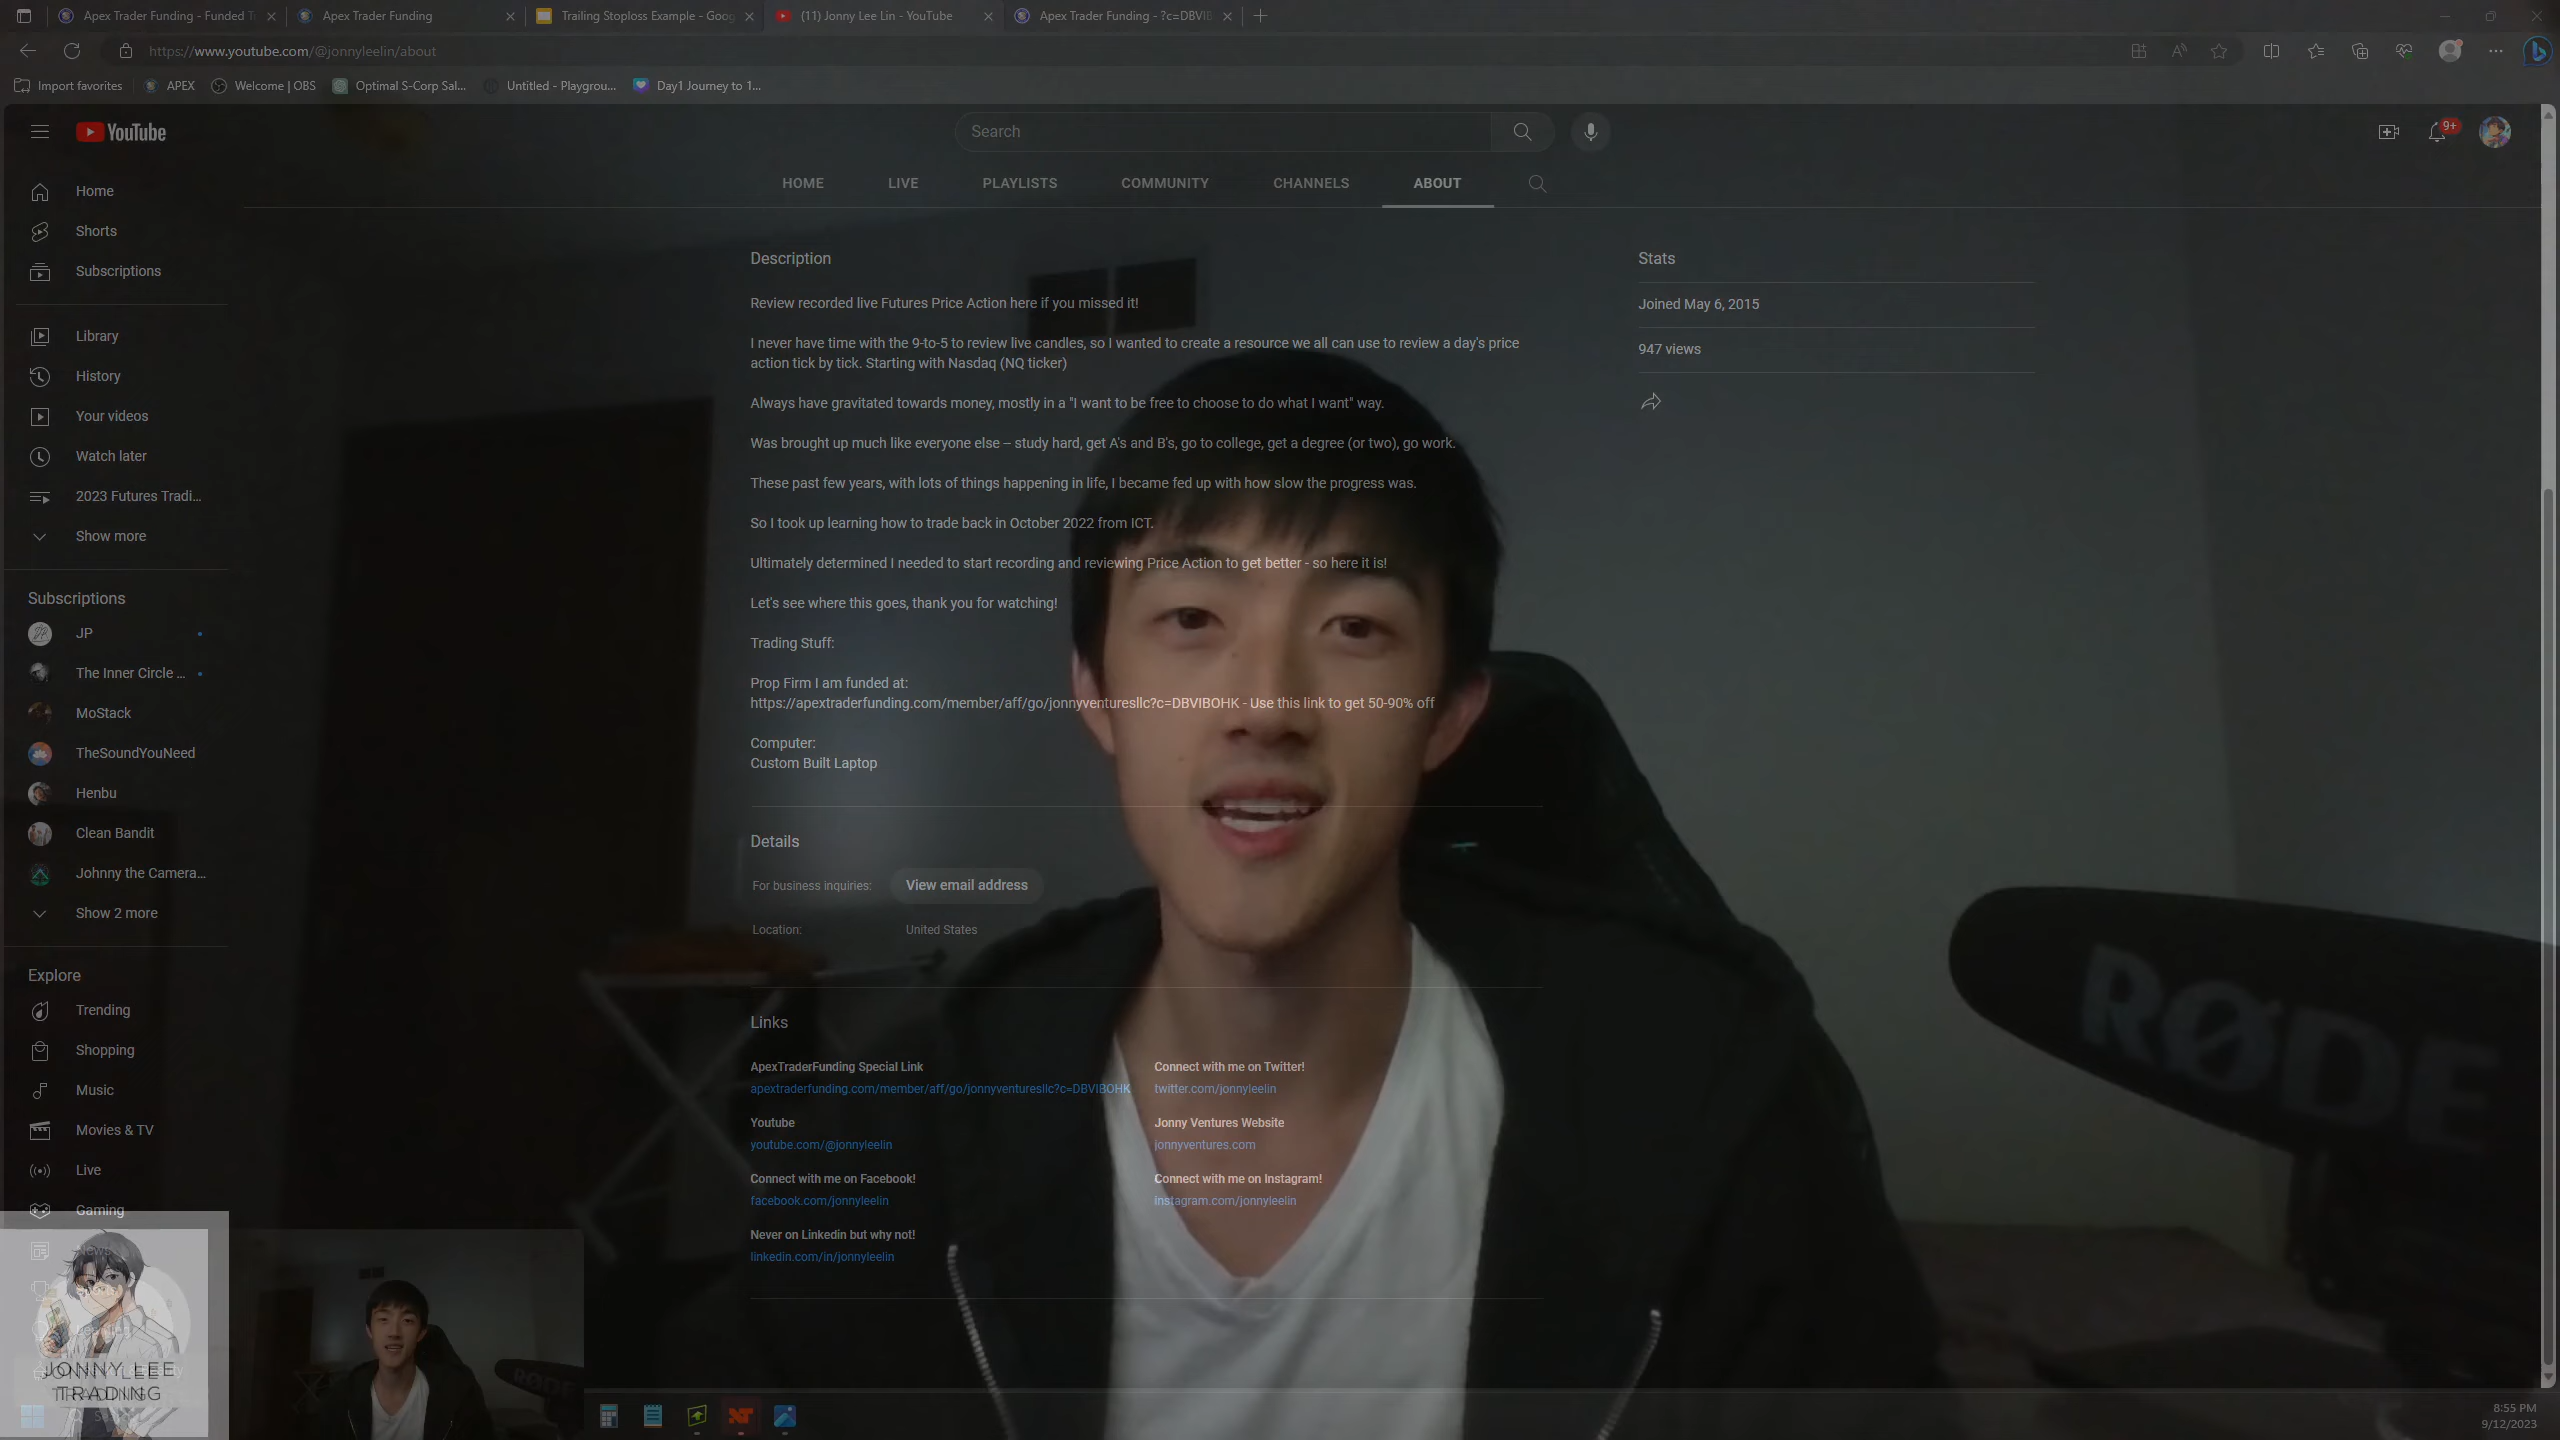 Apex Trader Funding - Funded T
Apex Trader Funding
Trailing Stoploss Example - Goog
(11) Jonny Lee Lin - YouTube
Apex Trader Funding - ?c=DBVIB
https://www.youtube.com/@jonnyleelin/about
Import favorites
APEX
Welcome | OBS
Optimal S-Corp Sal...
Untitled - Playgrou...
Day1 Journey to 1...
YouTube
Search
9+
HOME
LIVE
PLAYLISTS
COMMUNITY
CHANNELS
ABOUT
Home
Shorts
Subscriptions
Library
History
Your videos
Watch later
2023 Futures Tradi...
Show more
Subscriptions
JP
The Inner Circle ...
MoStack
TheSoundYouNeed
Henbu
Clean Bandit
Johnny the Camera...
Show 2 more
Explore
Trending
Shopping
Music
Movies & TV
Live
Gaming
News
Description
Review recorded live Futures Price Action here if you missed it!
I never have time with the 9-to-5 to review live candles, so I wanted to create a resource we all can use to review a day's price
action tick by tick. Starting with Nasdaq (NQ ticker)
Always have gravitated towards money, mostly in a "I want to be free to choose to do what I want" way.
Was brought up much like everyone else – study hard, get A's and B's, go to college, get a degree (or two), go work.
These past few years, with lots of things happening in life, I became fed up with how slow the progress was.
So I took up learning how to trade back in October 2022 from ICT.
Ultimately determined I needed to start recording and reviewing Price Action to get better - so here it is!
Let's see where this goes, thank you for watching!
Trading Stuff:
Prop Firm I am funded at:
https://apextraderfunding.com/member/aff/go/jonnyventuresllc?c=DBVIBOHK - Use this link to get 50-90% off
Computer:
Custom Built Laptop
Details
For business inquiries:
View email address
Location:
United States
Links
ApexTraderFunding Special Link
apextraderfunding.com/member/aff/go/jonnyventuresllc?c=DBVIBOHK
Connect with me on Twitter!
twitter.com/jonnyleelin
Youtube
youtube.com/@jonnyleelin
Jonny Ventures Website
jonnyventures.com
Connect with me on Facebook!
facebook.com/jonnyleelin
Connect with me on Instagram!
instagram.com/jonnyleelin
Never on Linkedin but why not!
linkedin.com/in/jonnyleelin
Stats
Joined May 6, 2015
947 views
RØDE
JONNY LEE
TRADING
RØDE
8:55 PM
9/12/2023